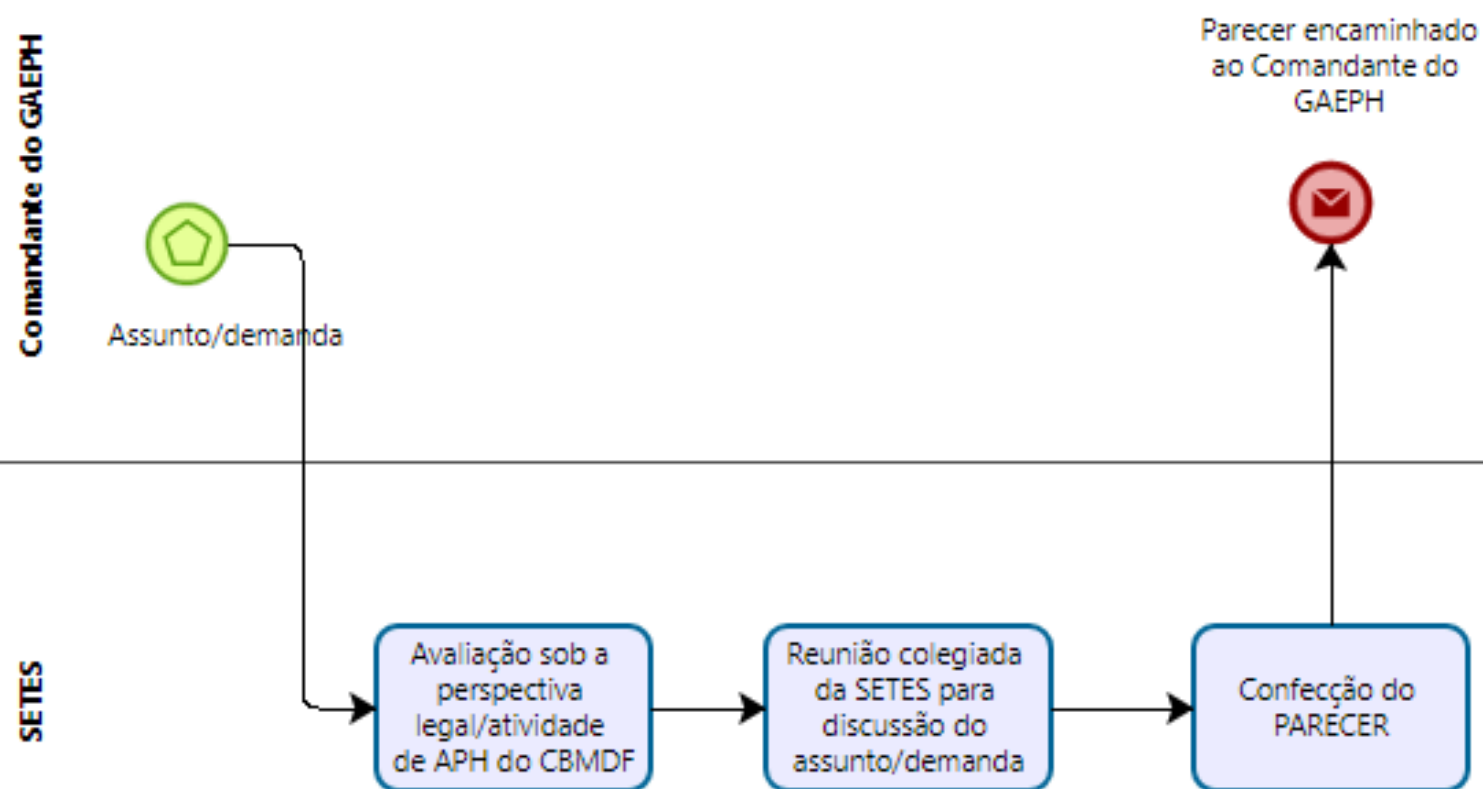 Comandante do GAEPH
Parecer encaminhado
ao Comandante do
GAEPH
Assunto/demanda
SETES
Avaliação sob a
perspectiva
legal/atividade
de APH do CBMDF
Reunião colegiada
da SETES para
discussão do
assunto/demanda
Confecção do
PARECER